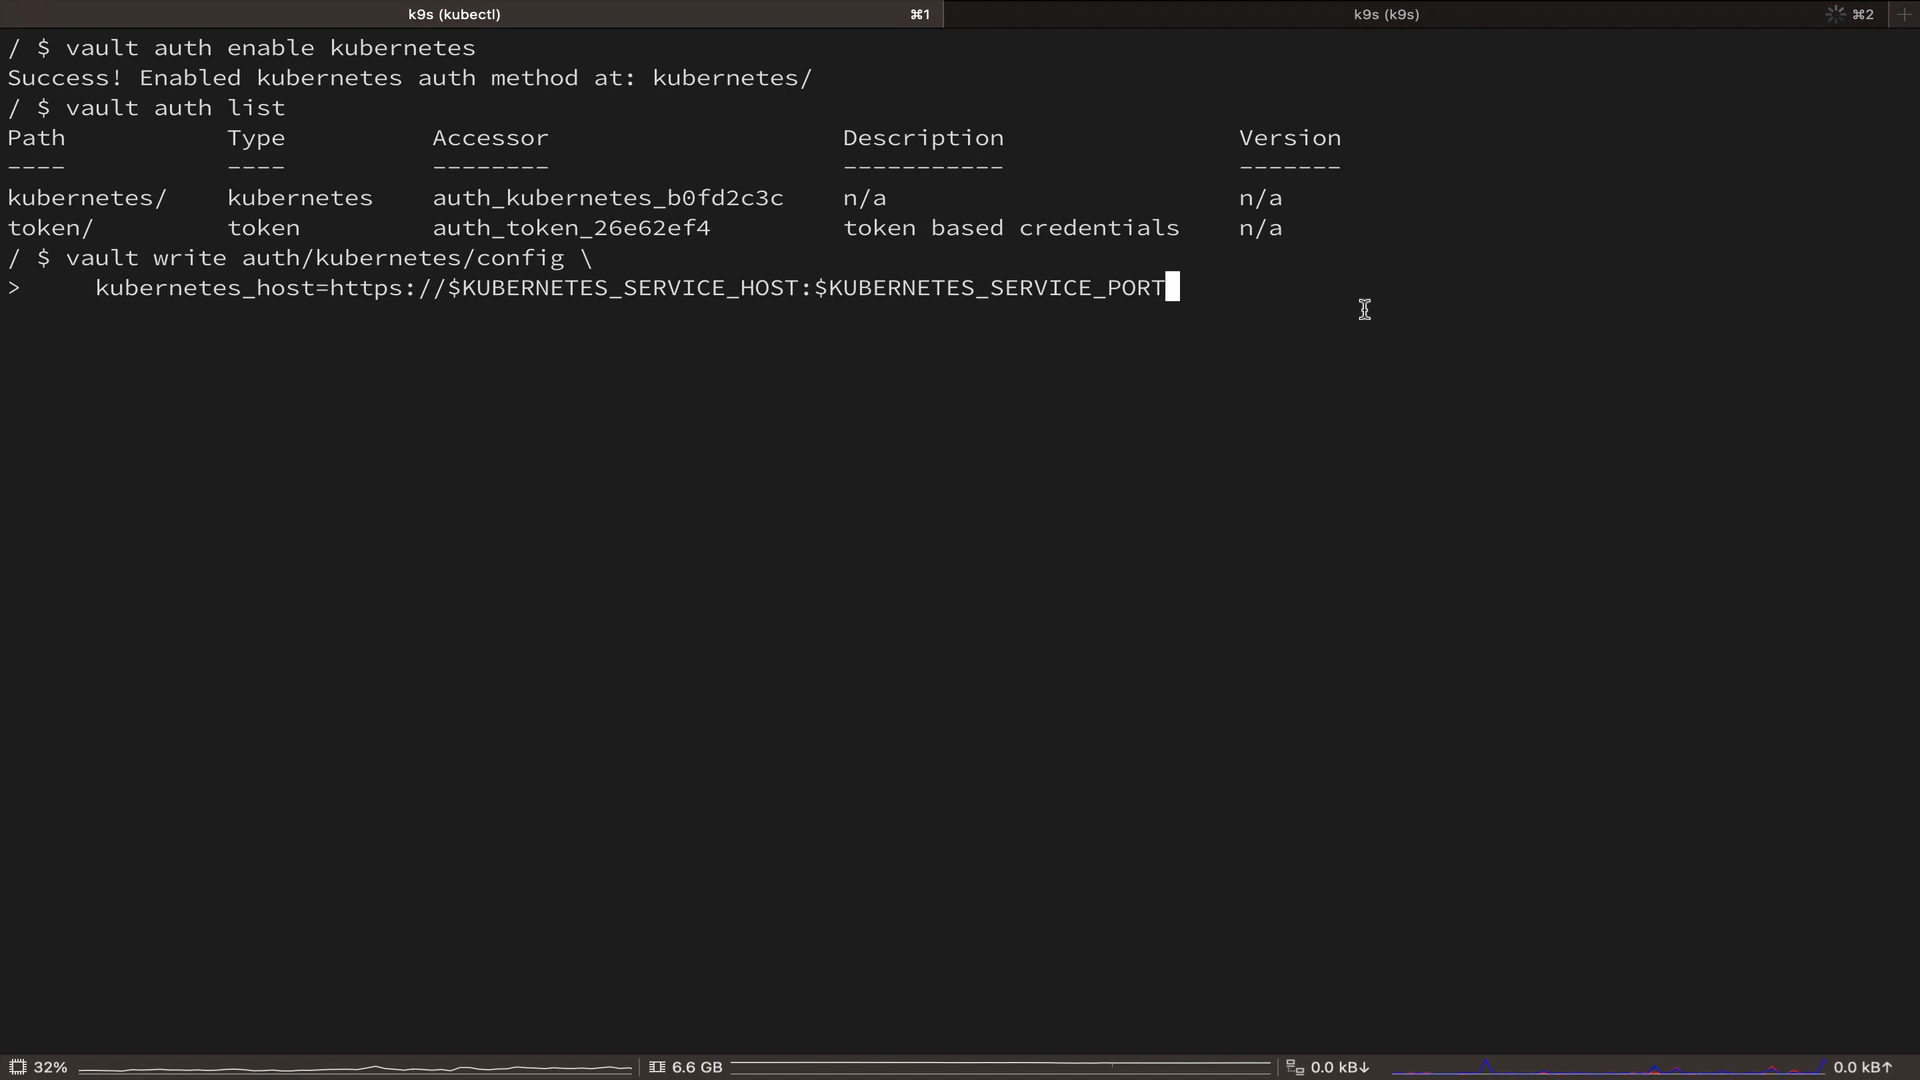 k9s (kubectl) ⌘1 k9s (k9s) ⌘2 +
/ $ vault auth enable kubernetes
Success! Enabled kubernetes auth method at: kubernetes/
/ $ vault auth list
Path Type Accessor Description Version
---- ---- -------- ----------- -------
kubernetes/ kubernetes auth_kubernetes_b0fd2c3c n/a n/a
token/ token auth_token_26e62ef4 token based credentials n/a
/ $ vault write auth/kubernetes/config \
> kubernetes_host=https://$KUBERNETES_SERVICE_HOST:$KUBERNETES_SERVICE_PORT
32% 6.6 GB 0.0 kB↓ 0.0 kB↑